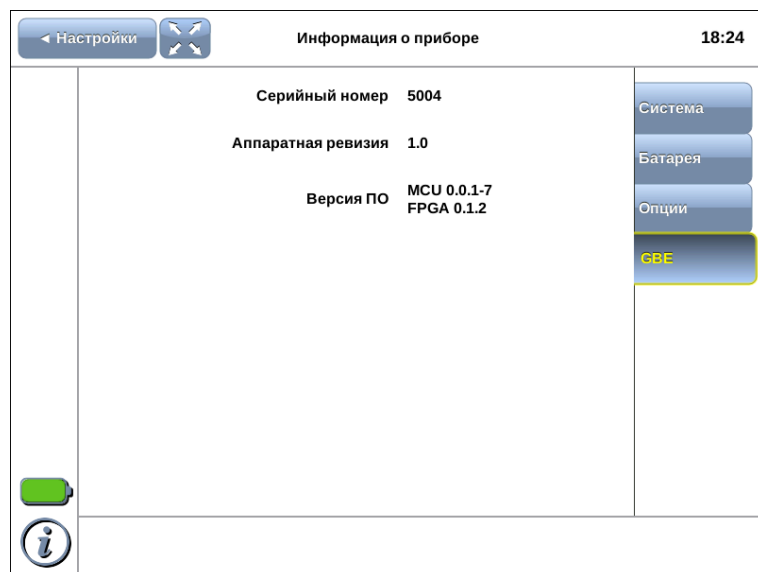 ◄ Настройки
Информация о приборе
18:24
Серийный номер 5004
Аппаратная ревизия 1.0
Версия ПО MCU 0.0.1-7
FPGA 0.1.2
Система
Батарея
Опции
GBE
i